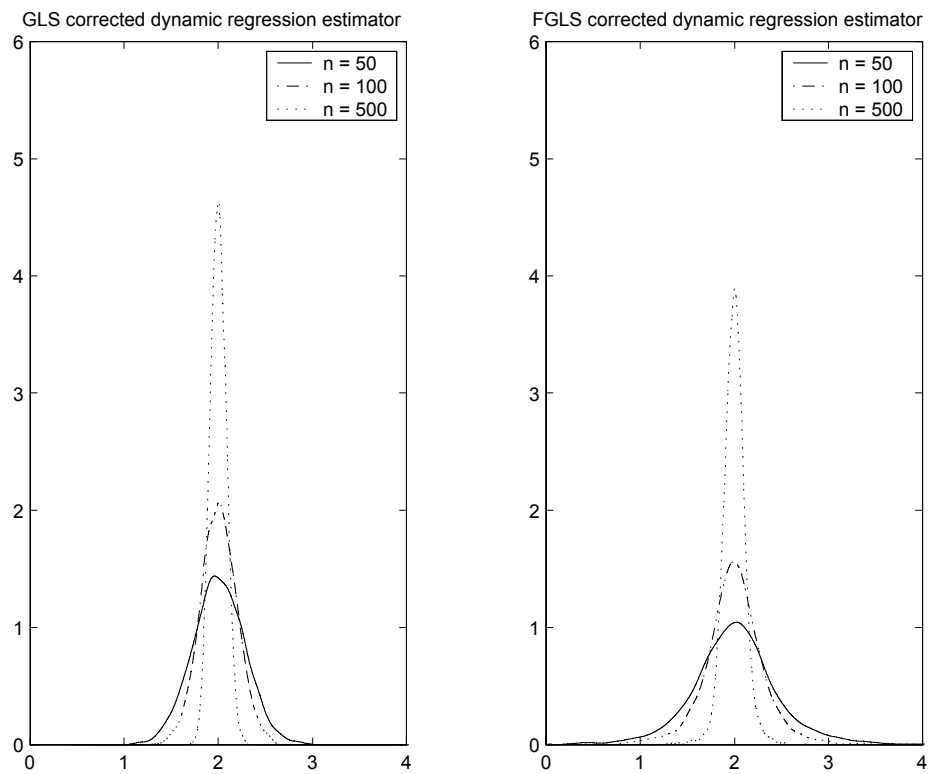 GLS corrected dynamic regression estimator
n = 50
n = 100
n = 500
6
5
4
3
2
1
0
0 1 2 3 4
FGLS corrected dynamic regression estimator
n = 50
n = 100
n = 500
6
5
4
3
2
1
0
0 1 2 3 4